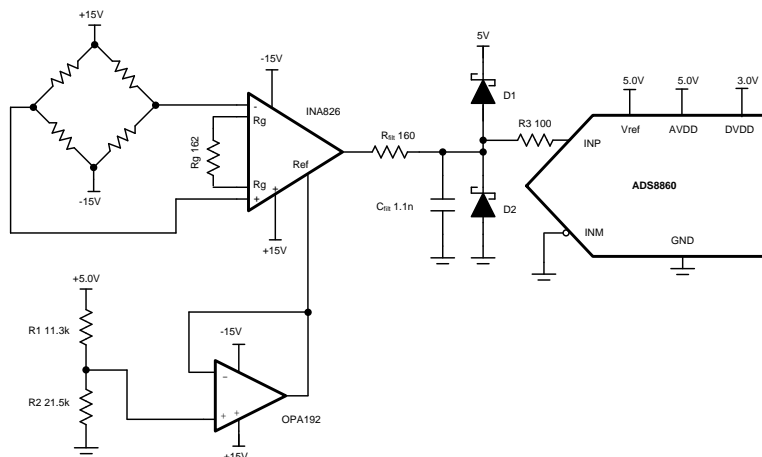 +15V
-15V
5V
5.0V
5.0V
3.0V
INA826
D1
R3 100
Vref
AVDD
DVDD
-
Rg
Rg 162
Rfilt 160
INP
Ref
Rg
+
+
ADS8860
-15V
Cfilt 1.1n
D2
INM
+15V
GND
+5.0V
R1 11.3k
-15V
−
R2 21.5k
+
+
OPA192
+15V